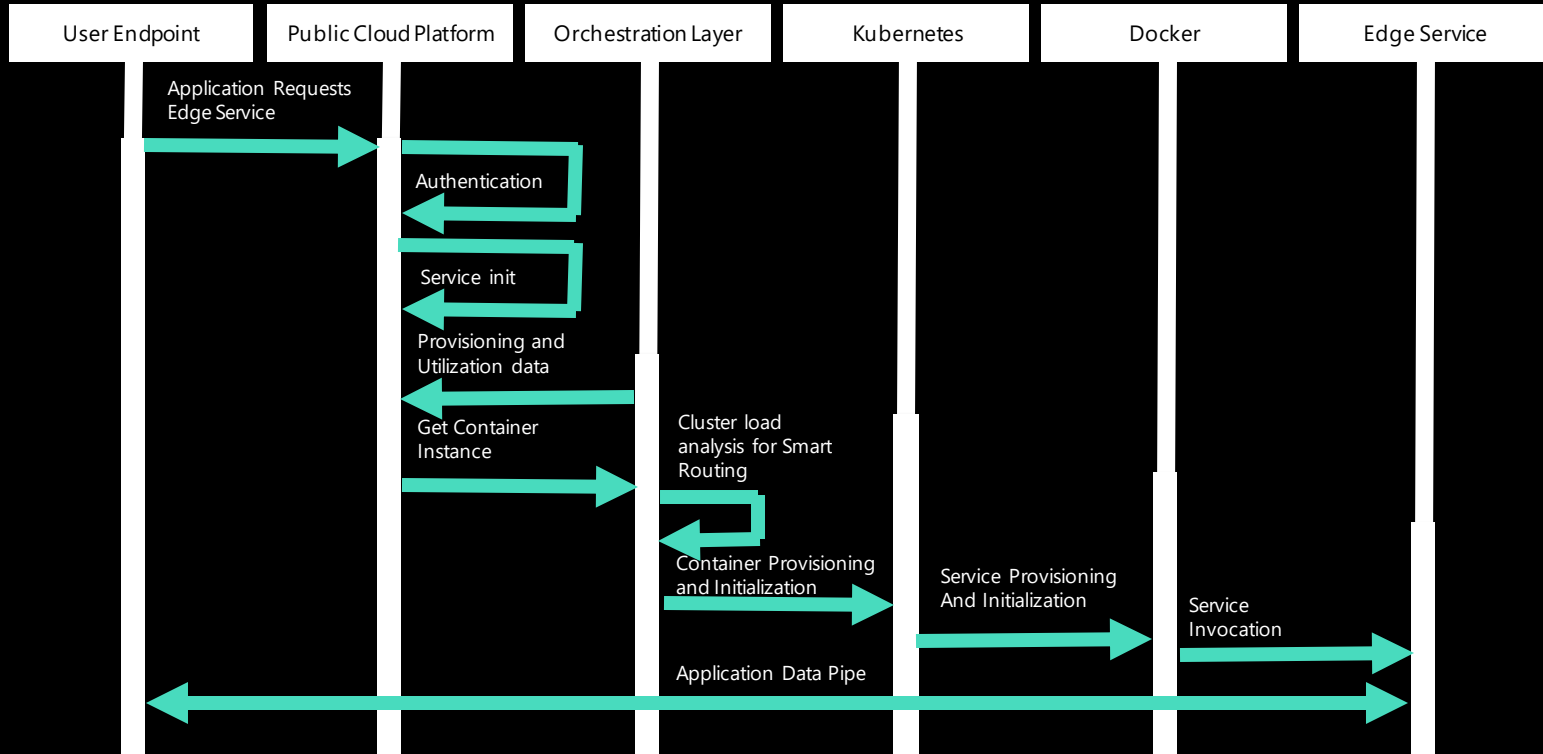 User Endpoint
Public Cloud Platform
Orchestration Layer
Kubernetes
Docker
Edge Service
Application Requests
Edge Service
Authentication
Service init
Provisioning and
Utilization data
Get Container
Instance
Cluster load
analysis for Smart
Routing
Container Provisioning
and Initialization
Service Provisioning
And Initialization
Service
Invocation
Application Data Pipe